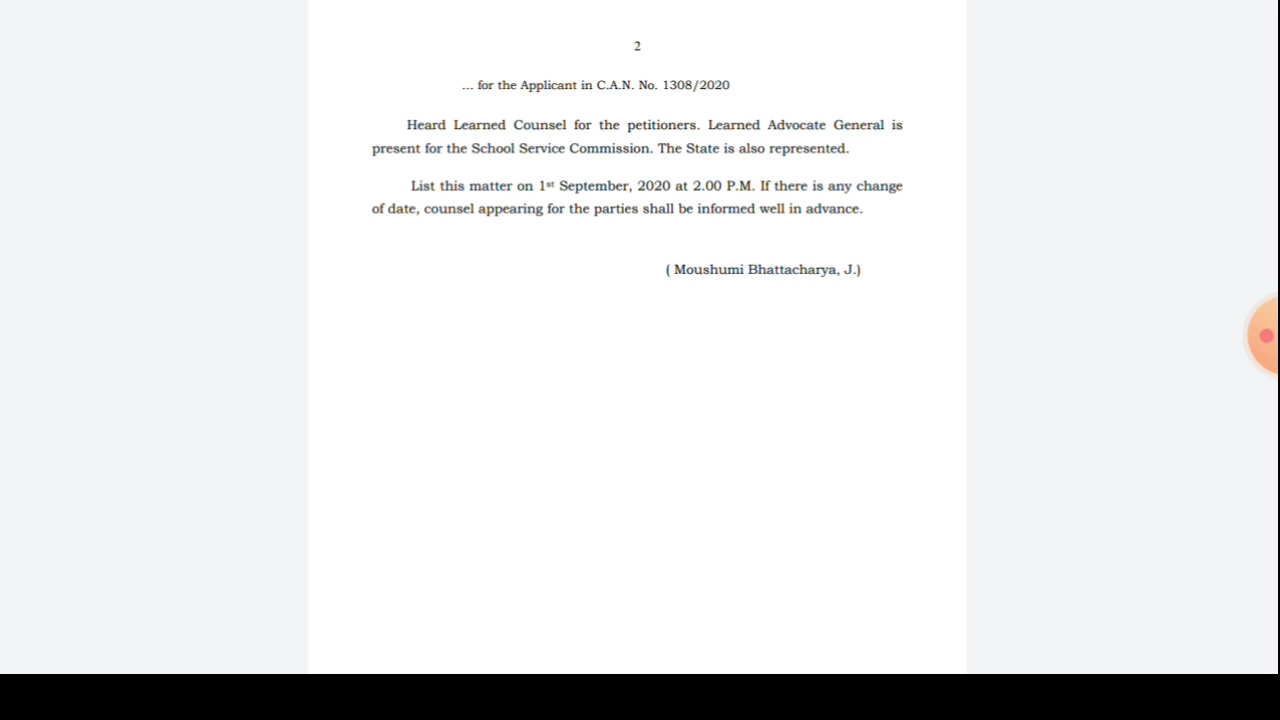 2
... for the Applicant in C.A.N. No. 1308/2020
Heard Learned Counsel for the petitioners. Learned Advocate General is
present for the School Service Commission. The State is also represented.
List this matter on 1st September, 2020 at 2.00 P.M. If there is any change
of date, counsel appearing for the parties shall be informed well in advance.
( Moushumi Bhattacharya, J.)